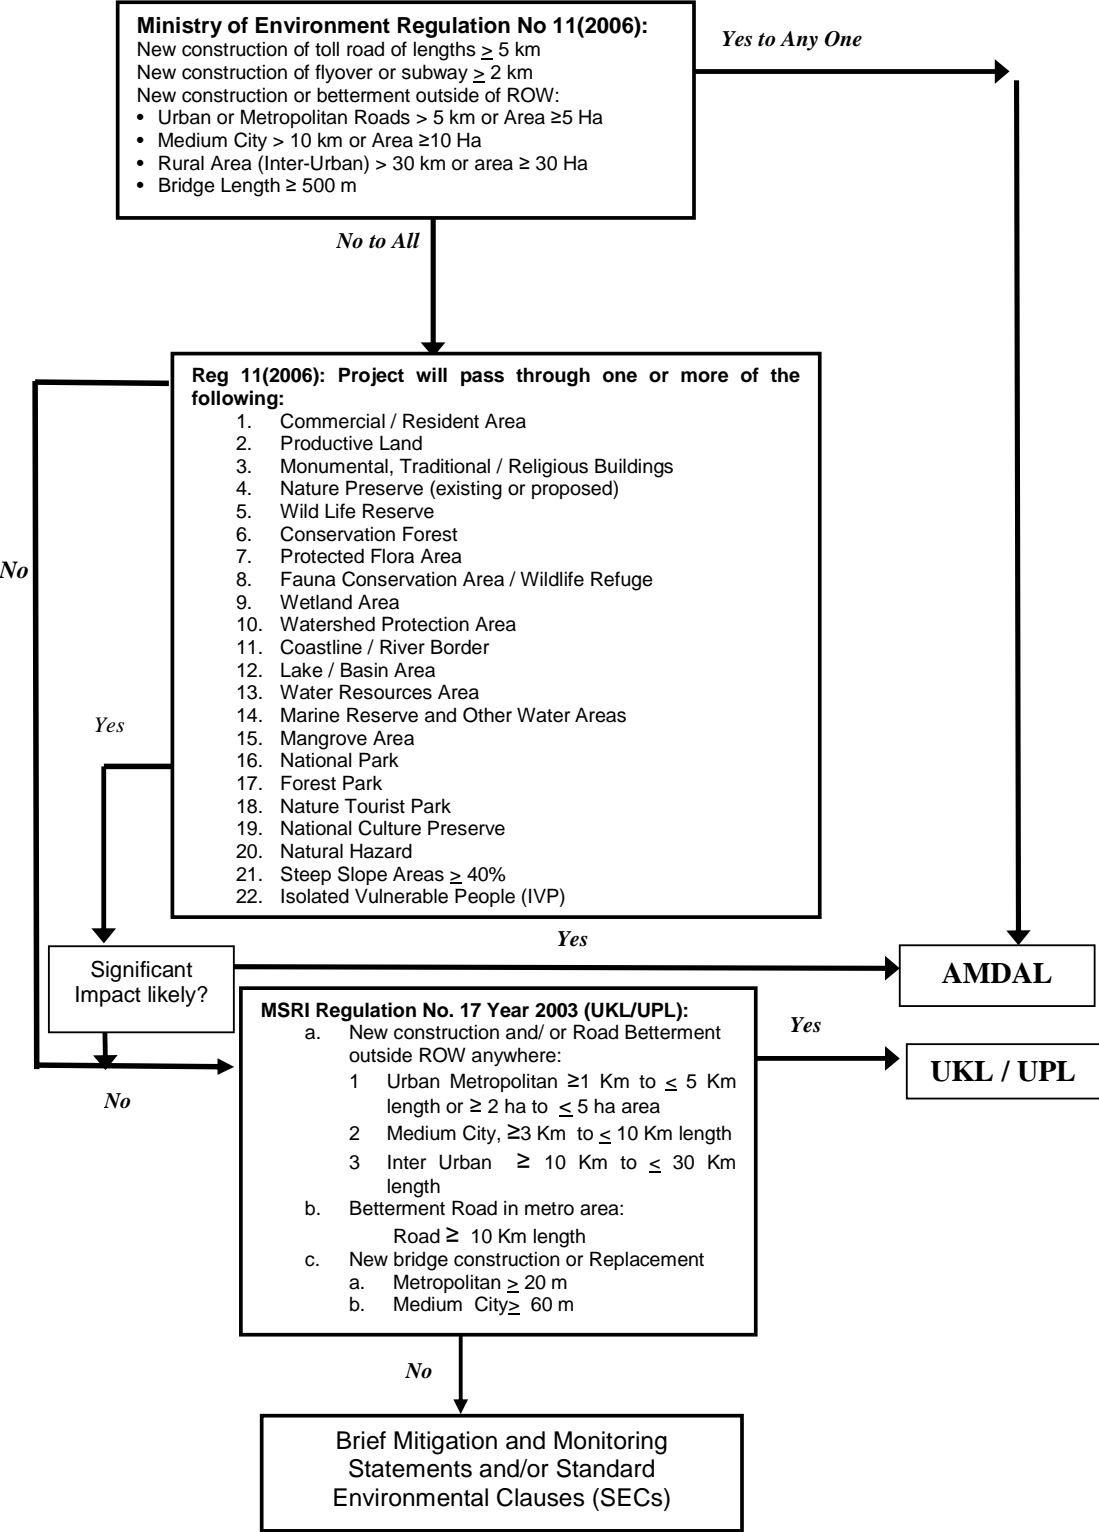 Ministry of Environment Regulation No 11(2006):
New construction of toll road of lengths ≥ 5 km
New construction of flyover or subway ≥ 2 km
New construction or betterment outside of ROW:
• Urban or Metropolitan Roads > 5 km or Area ≥5 Ha
• Medium City > 10 km or Area ≥10 Ha
• Rural Area (Inter-Urban) > 30 km or area ≥ 30 Ha
• Bridge Length ≥ 500 m
Yes to Any One
No to All
Reg 11(2006): Project will pass through one or more of the
following:
1. Commercial / Resident Area
2. Productive Land
3. Monumental, Traditional / Religious Buildings
4. Nature Preserve (existing or proposed)
5. Wild Life Reserve
6. Conservation Forest
7. Protected Flora Area
8. Fauna Conservation Area / Wildlife Refuge
9. Wetland Area
10. Watershed Protection Area
11. Coastline / River Border
12. Lake / Basin Area
13. Water Resources Area
14. Marine Reserve and Other Water Areas
15. Mangrove Area
16. National Park
17. Forest Park
18. Nature Tourist Park
19. National Culture Preserve
20. Natural Hazard
21. Steep Slope Areas ≥ 40%
22. Isolated Vulnerable People (IVP)
No
Yes
Significant
Impact likely?
Yes
AMDAL
No
MSRI Regulation No. 17 Year 2003 (UKL/UPL):
a. New construction and/ or Road Betterment
outside ROW anywhere:
1 Urban Metropolitan ≥1 Km to ≤ 5 Km
length or ≥ 2 ha to ≤ 5 ha area
2 Medium City, ≥3 Km to ≤ 10 Km length
3 Inter Urban ≥ 10 Km to ≤ 30 Km
length
b. Betterment Road in metro area:
Road ≥ 10 Km length
c. New bridge construction or Replacement
a. Metropolitan ≥ 20 m
b. Medium City≥ 60 m
Yes
UKL / UPL
No
Brief Mitigation and Monitoring
Statements and/or Standard
Environmental Clauses (SECs)